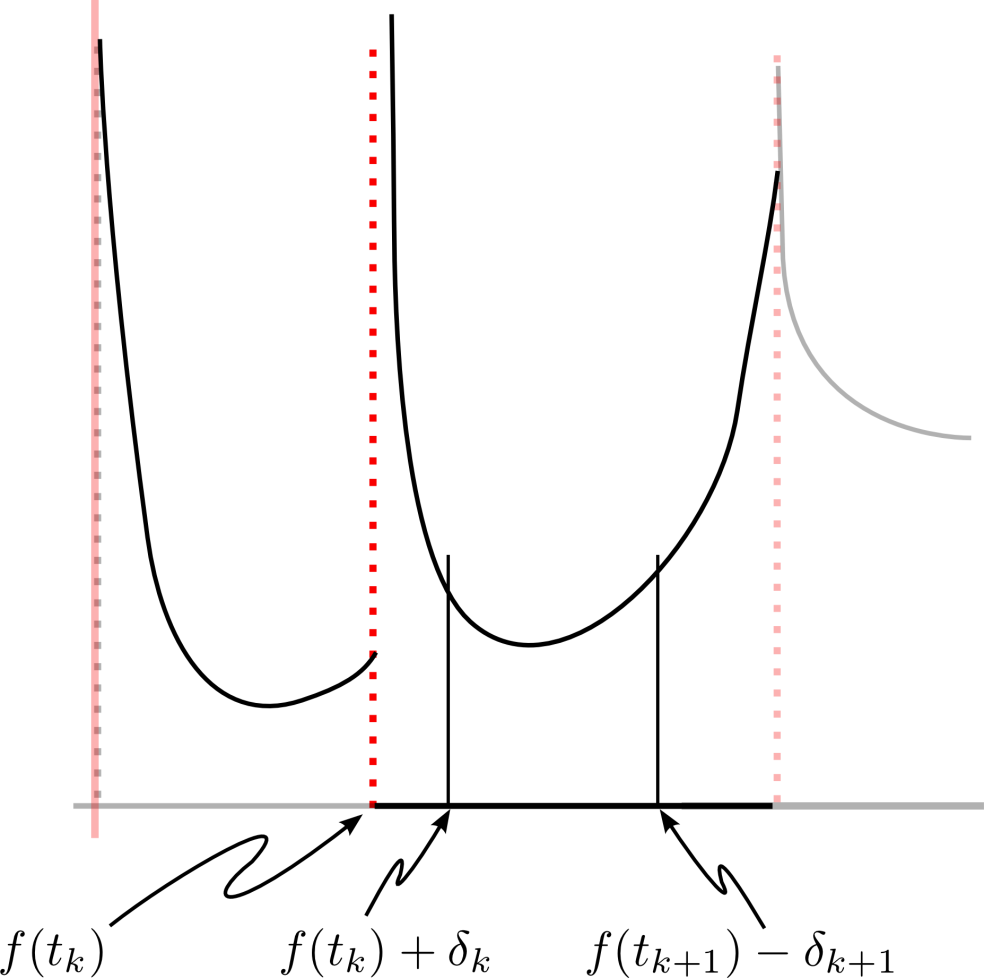 f(t_k) f(t_k) + δ_k f(t_{k+1}) − δ_{k+1}